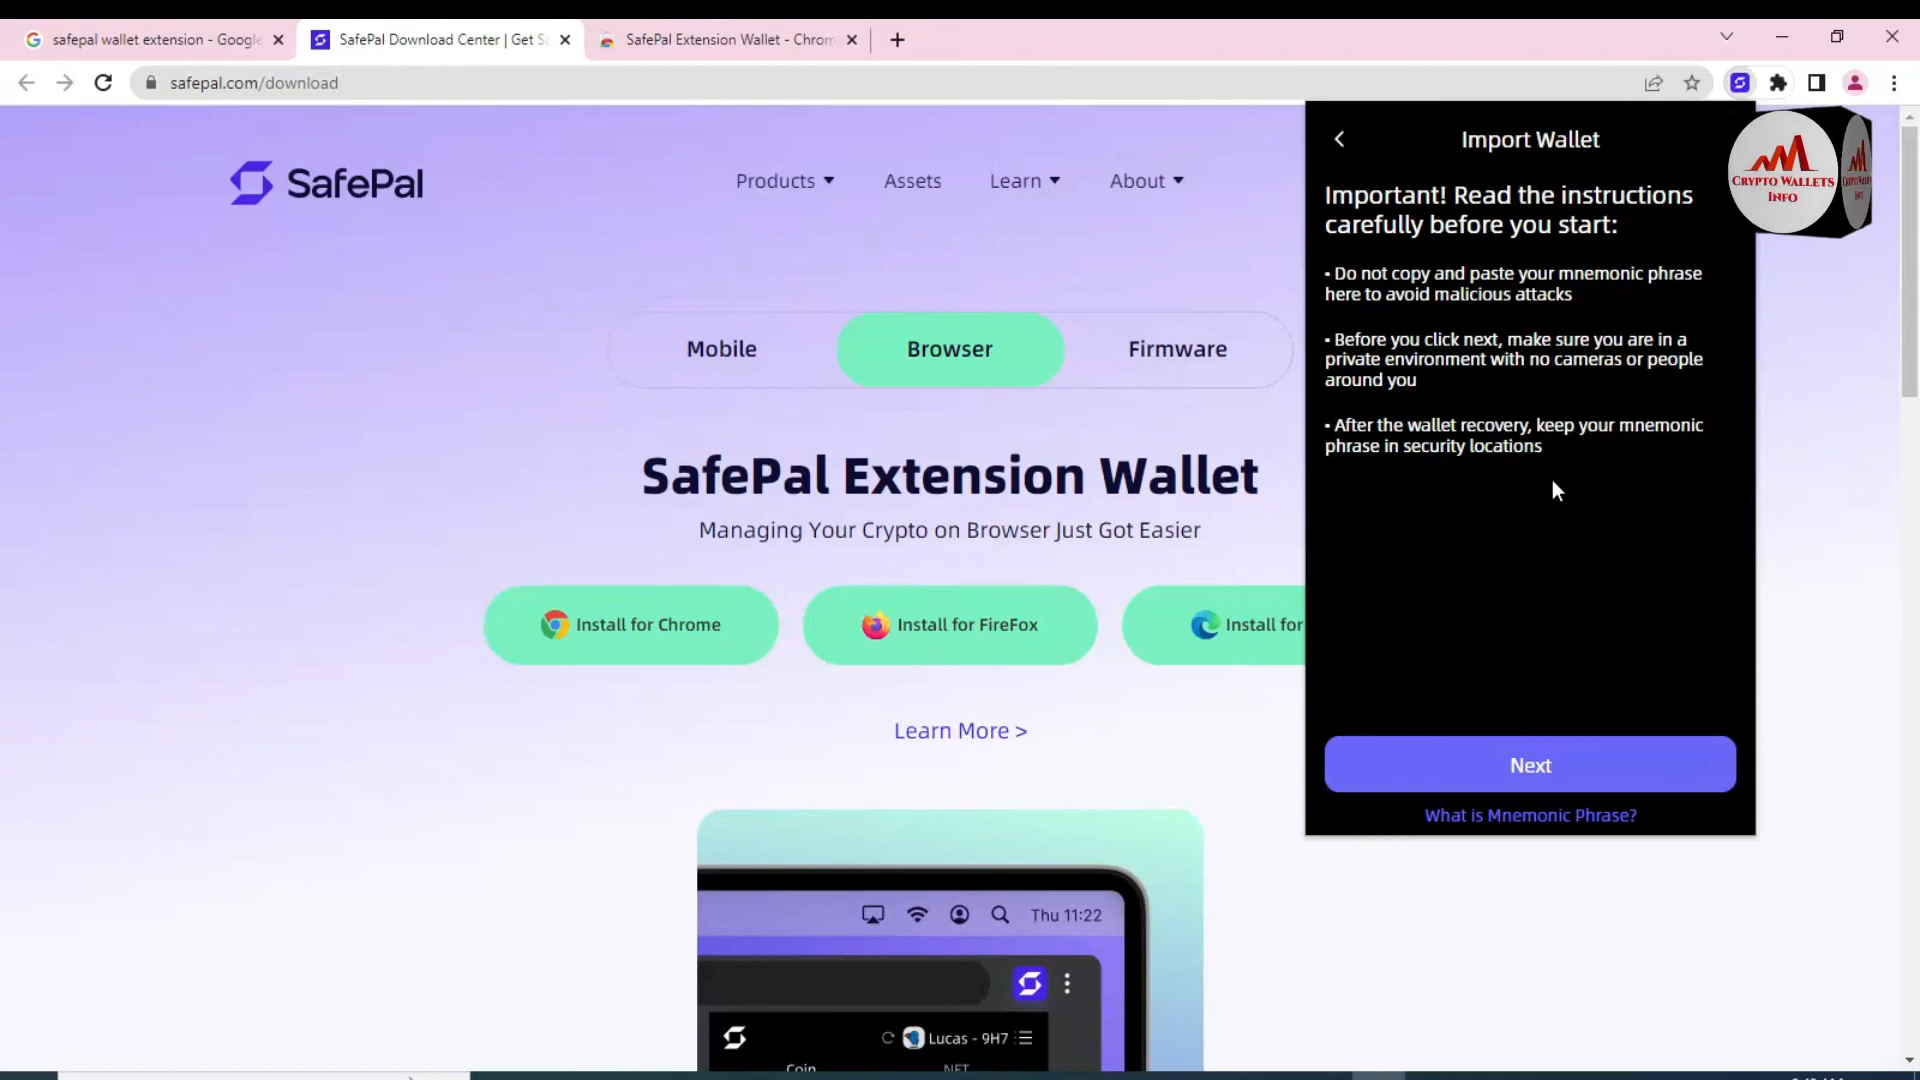 safepal wallet extension - Google
SafePal Download Center | Get Sa
SafePal Extension Wallet - Chrom
safepal.com/download
SafePal
Products
Assets
Learn
About
Mobile
Browser
Firmware
SafePal Extension Wallet
Managing Your Crypto on Browser Just Got Easier
Install for Chrome
Install for FireFox
Install for
Learn More >
Thu 11:22
Lucas - 9H7
Coin
NFT
Import Wallet
Important! Read the instructions
carefully before you start:
• Do not copy and paste your mnemonic phrase
here to avoid malicious attacks
• Before you click next, make sure you are in a
private environment with no cameras or people
around you
• After the wallet recovery, keep your mnemonic
phrase in security locations
Next
What is Mnemonic Phrase?
CRYPTO WALLETS
INFO